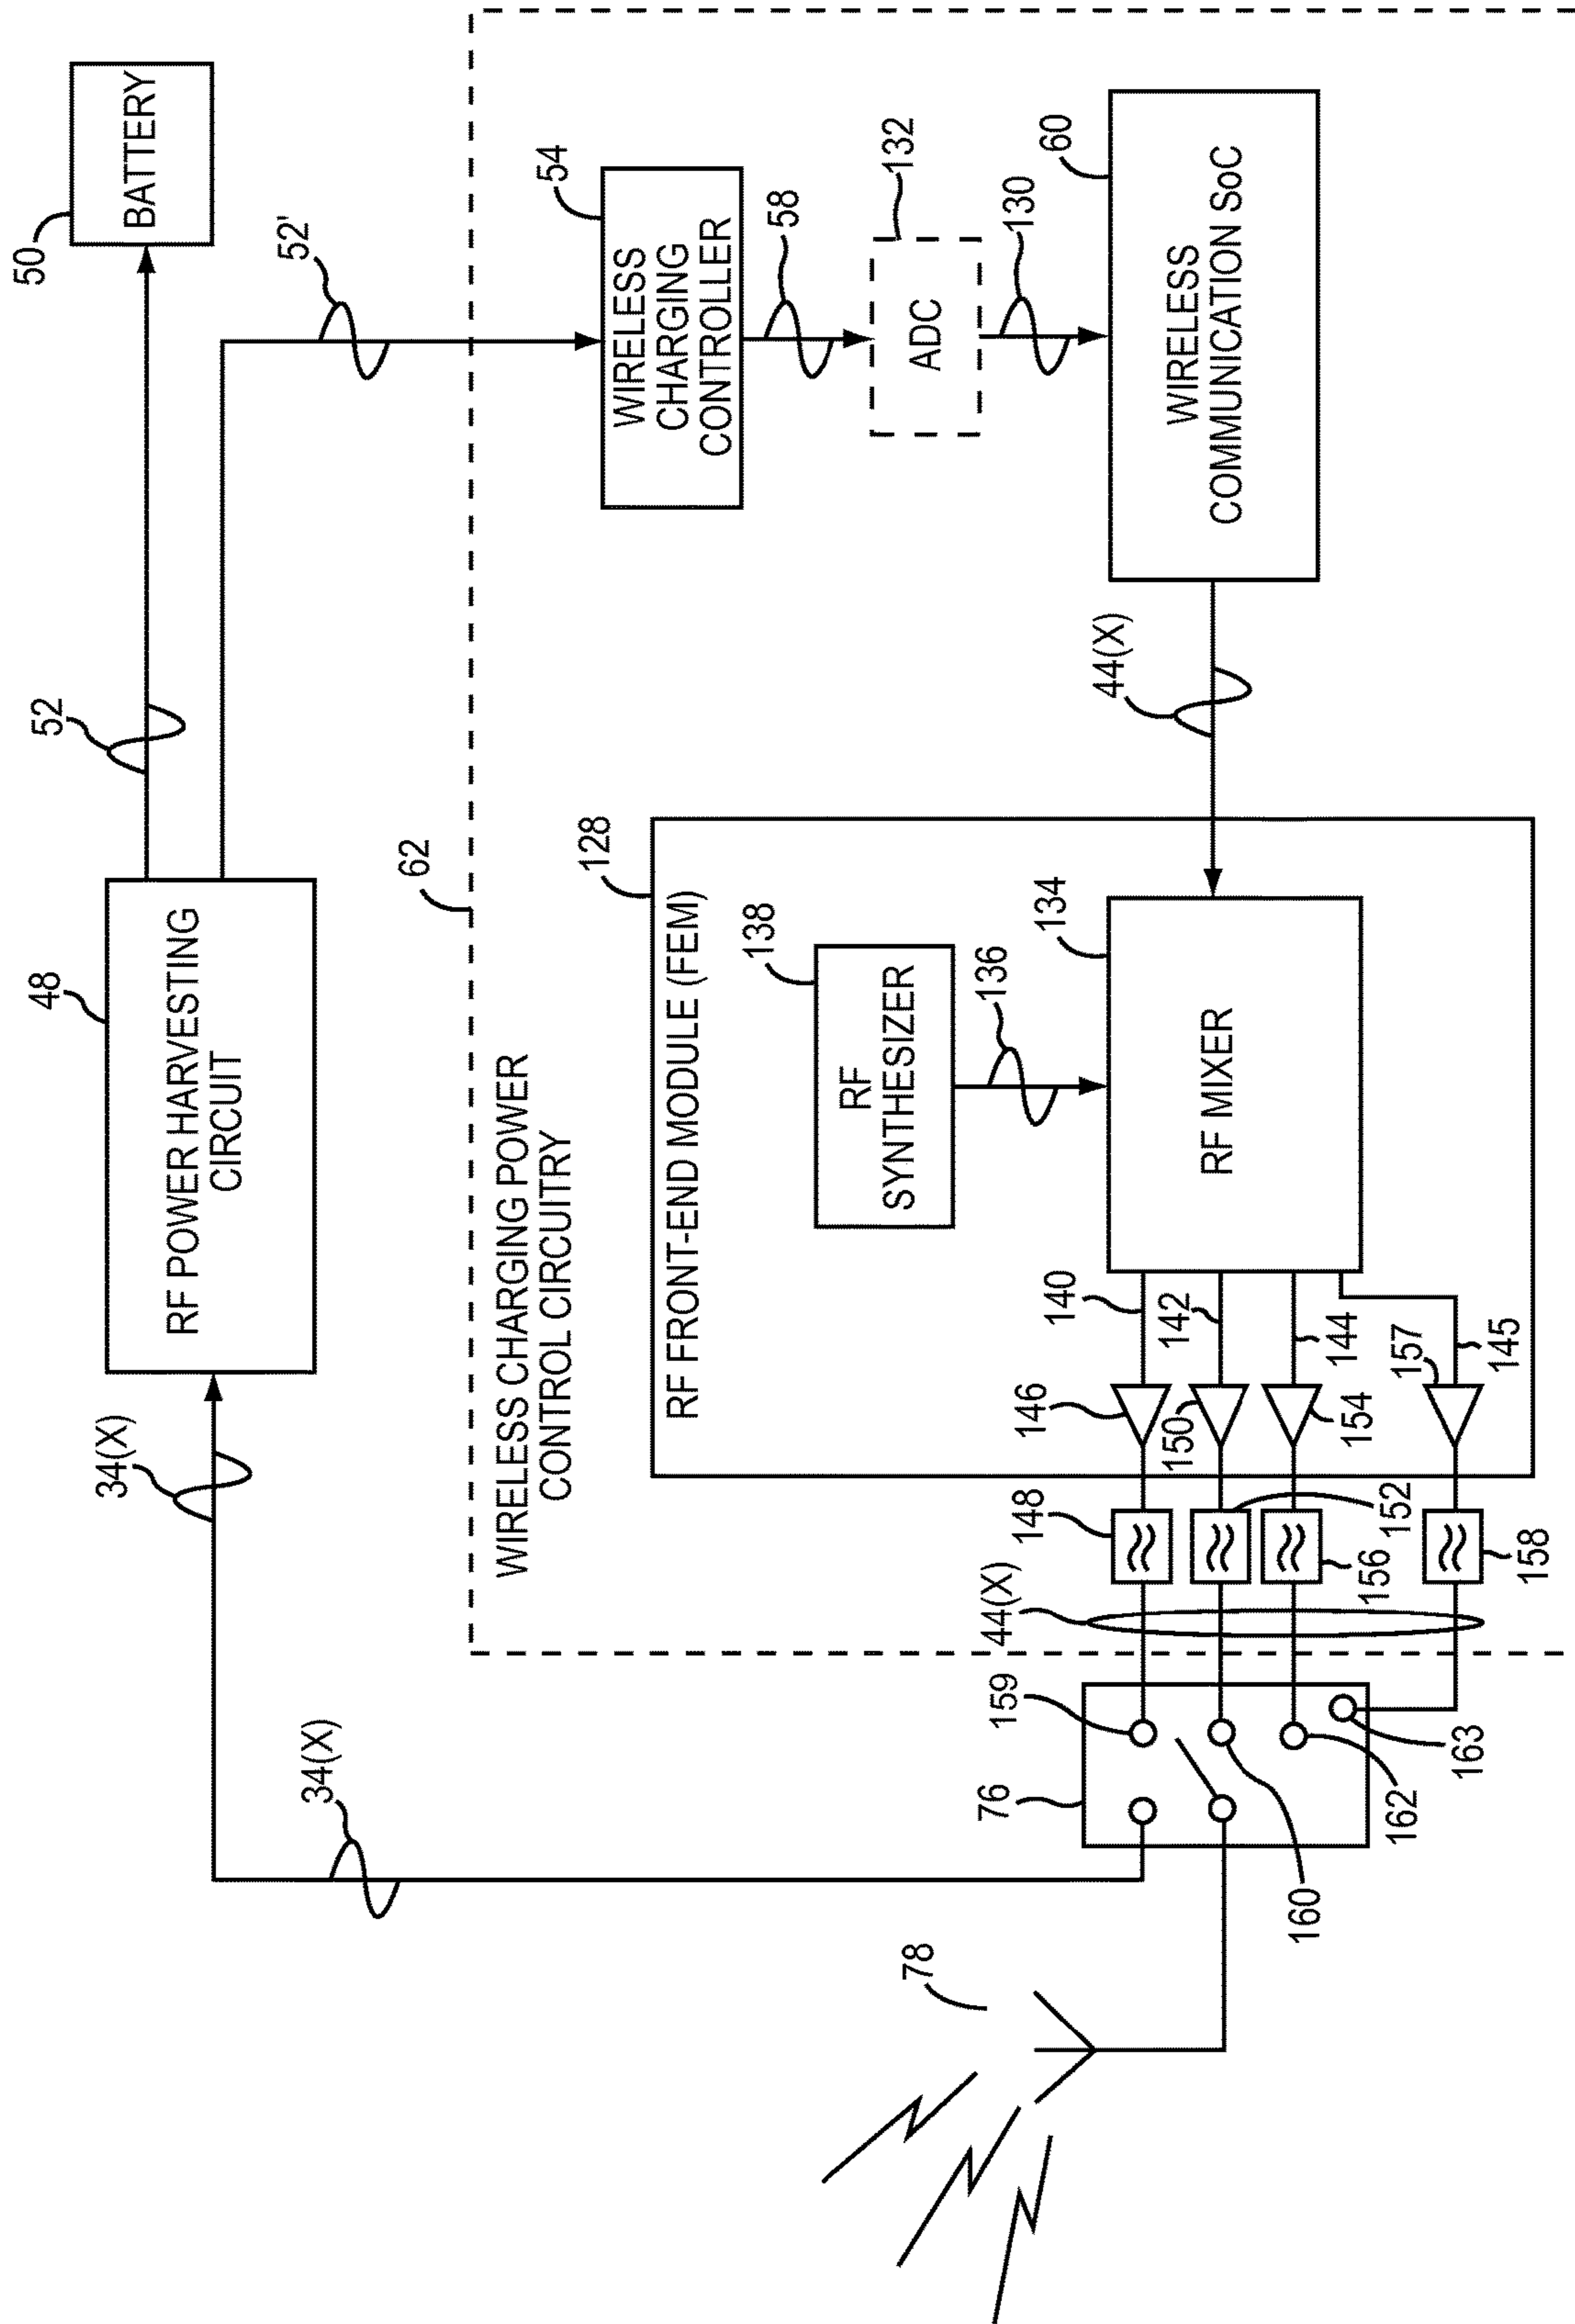 50
BATTERY
52
52'
48
RF POWER HARVESTING
CIRCUIT
34(X)
34(X)
62
WIRELESS CHARGING POWER
CONTROL CIRCUITRY
54
WIRELESS
CHARGING
CONTROLLER
58
132
ADC
130
60
WIRELESS
COMMUNICATION SoC
44(X)
128
RF FRONT-END MODULE (FEM)
138
RF
SYNTHESIZER
136
134
RF MIXER
140
142
144
145
146
150
154
157
148
152
156
158
44(X)
159
76
160
162
163
78